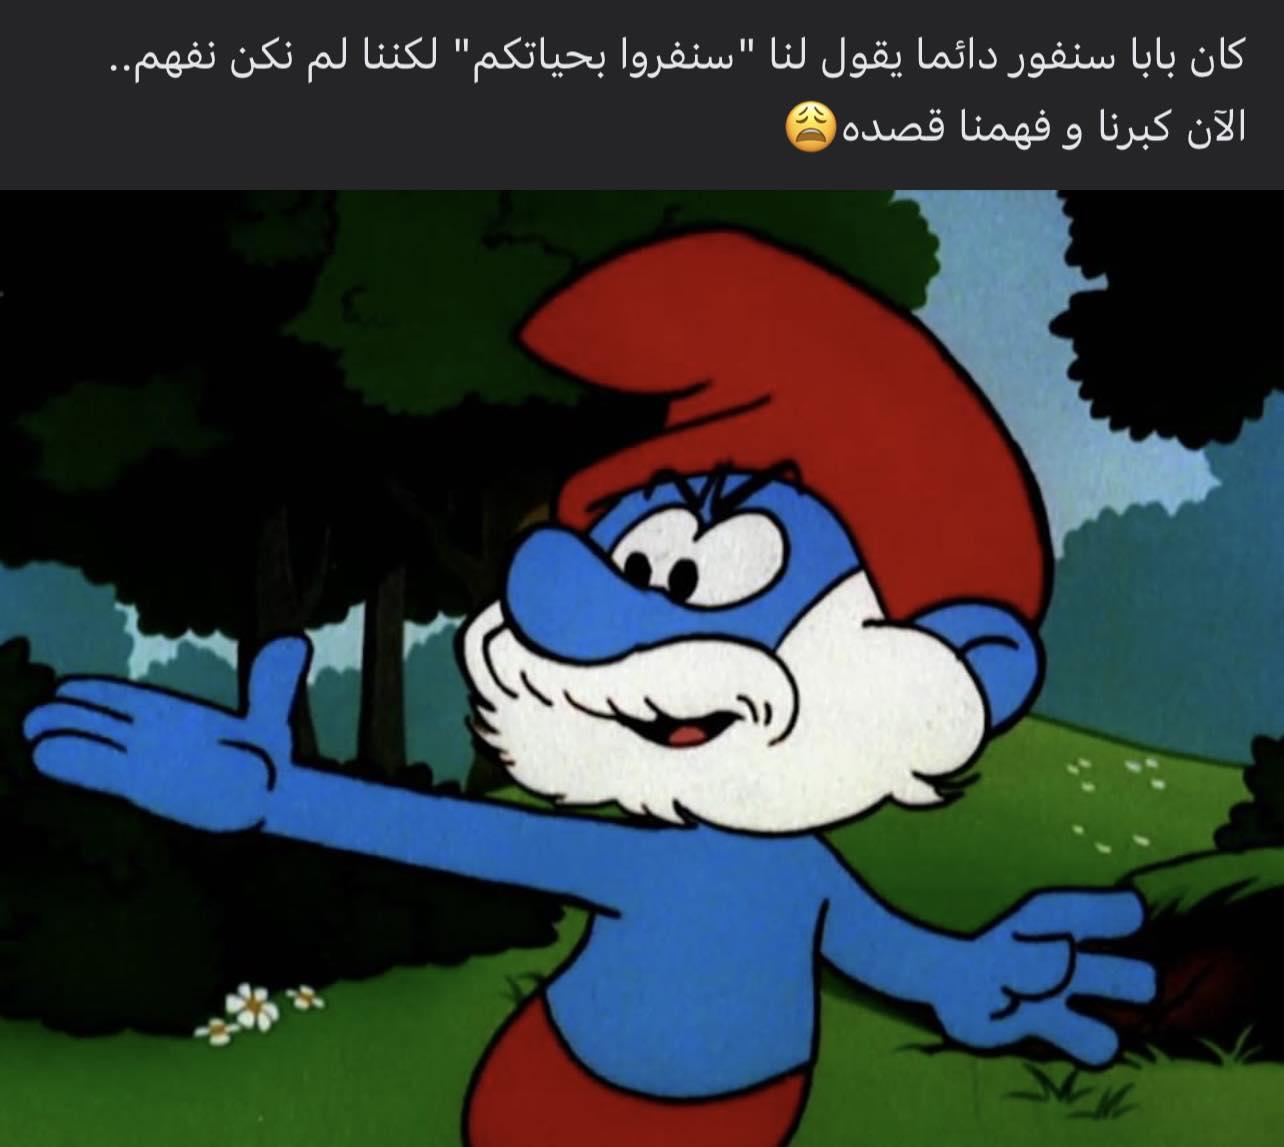 كان بابا سنفور دائما يقول لنا "سنفروا بحياتكم" لكننا لم نكن نفهم..
الآن كبرنا و فهمنا قصده😩